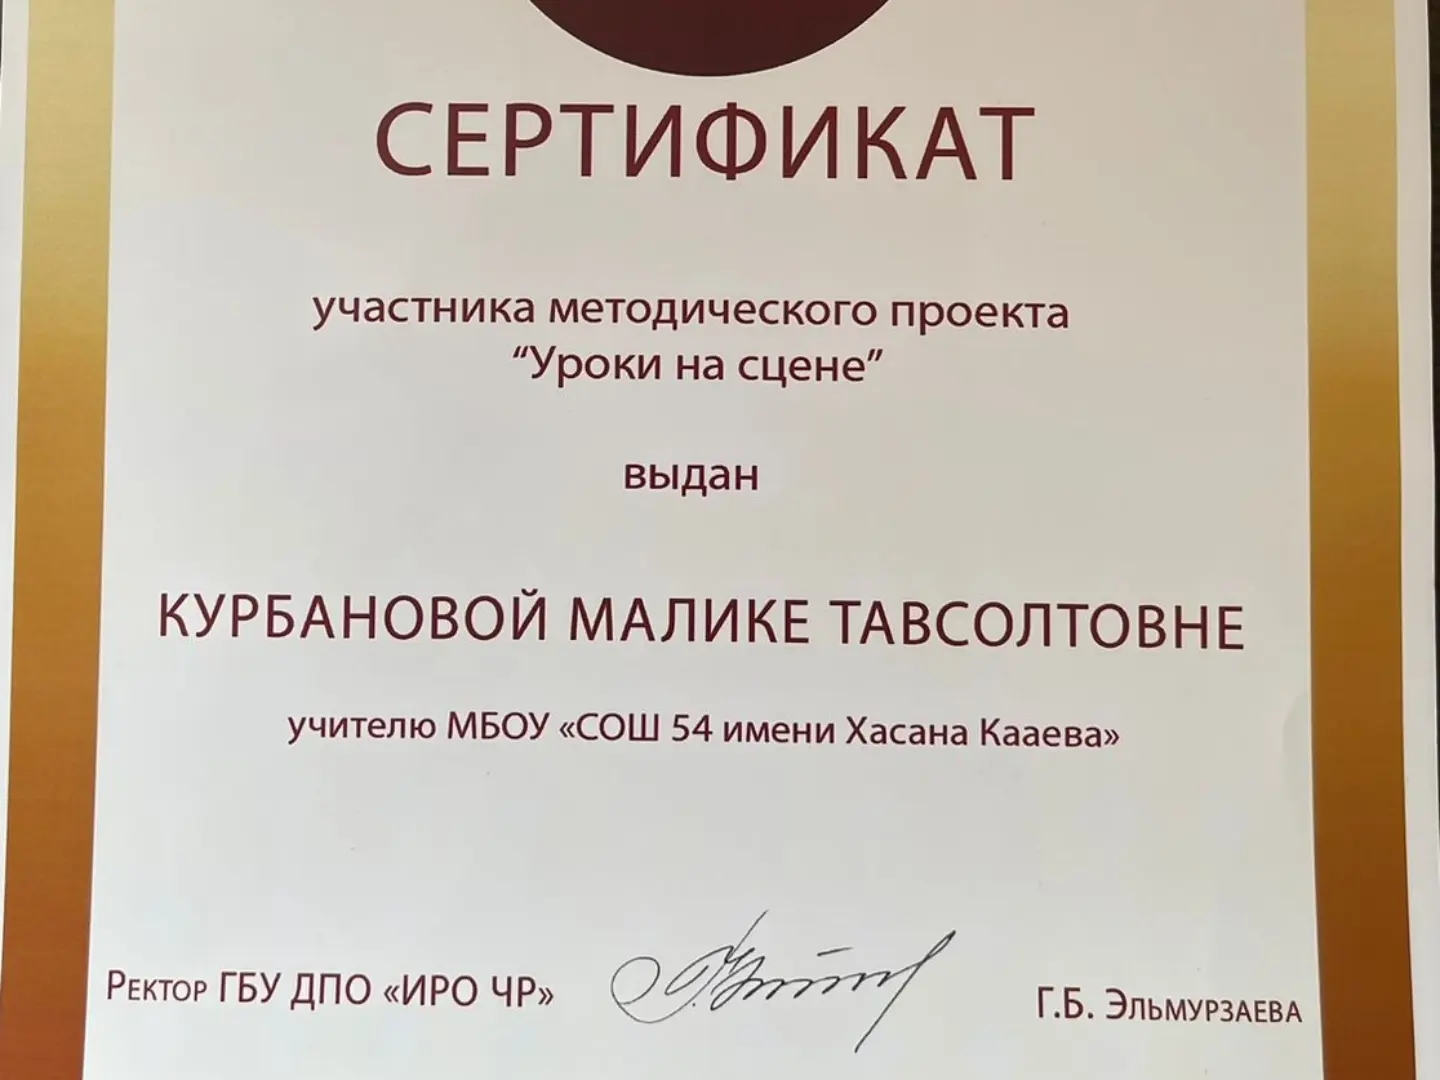 СЕРТИФИКАТ
участника методического проекта
“Уроки на сцене”
выдан
КУРБАНОВОЙ МАЛИКЕ ТАВСОЛТОВНЕ
учителю МБОУ «СОШ 54 имени Хасана Кааева»
Ректор ГБУ ДПО «ИРО ЧР»
Г.Б. Эльмурзаева